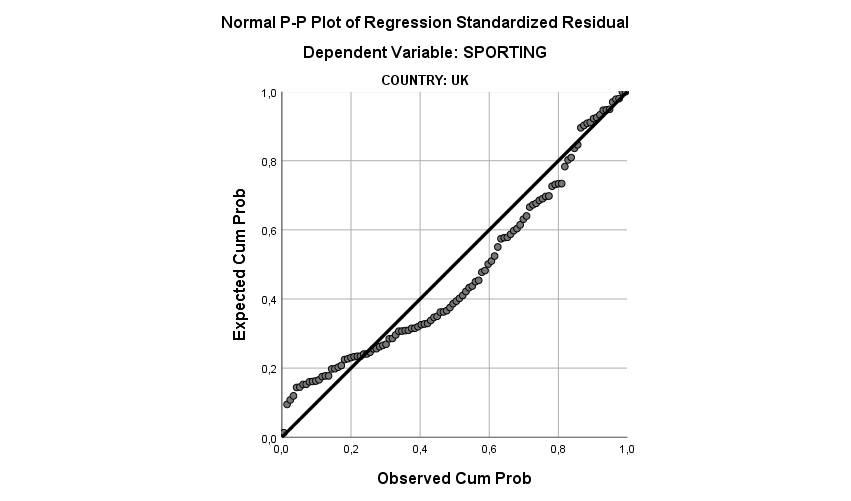 Normal P-P Plot of Regression Standardized Residual
Dependent Variable: SPORTING
COUNTRY: UK
Expected Cum Prob
1,0
0,8
0,6
0,4
0,2
0,0
0,0 0,2 0,4 0,6 0,8 1,0
Observed Cum Prob